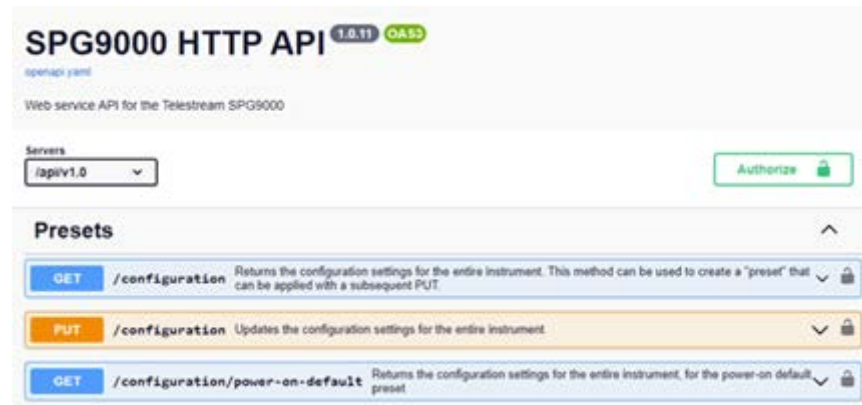 SPG9000 HTTP API 1.0.11 OAS3
openapi.yaml
Web service API for the Telestream SPG9000
Servers
/api/v1.0
Authorize
Presets
GET /configuration Returns the configuration settings for the entire instrument. This method can be used to create a "preset" that
can be applied with a subsequent PUT
PUT /configuration Updates the configuration settings for the entire instrument
GET /configuration/power-on-default Returns the configuration settings for the entire instrument, for the power-on default
preset